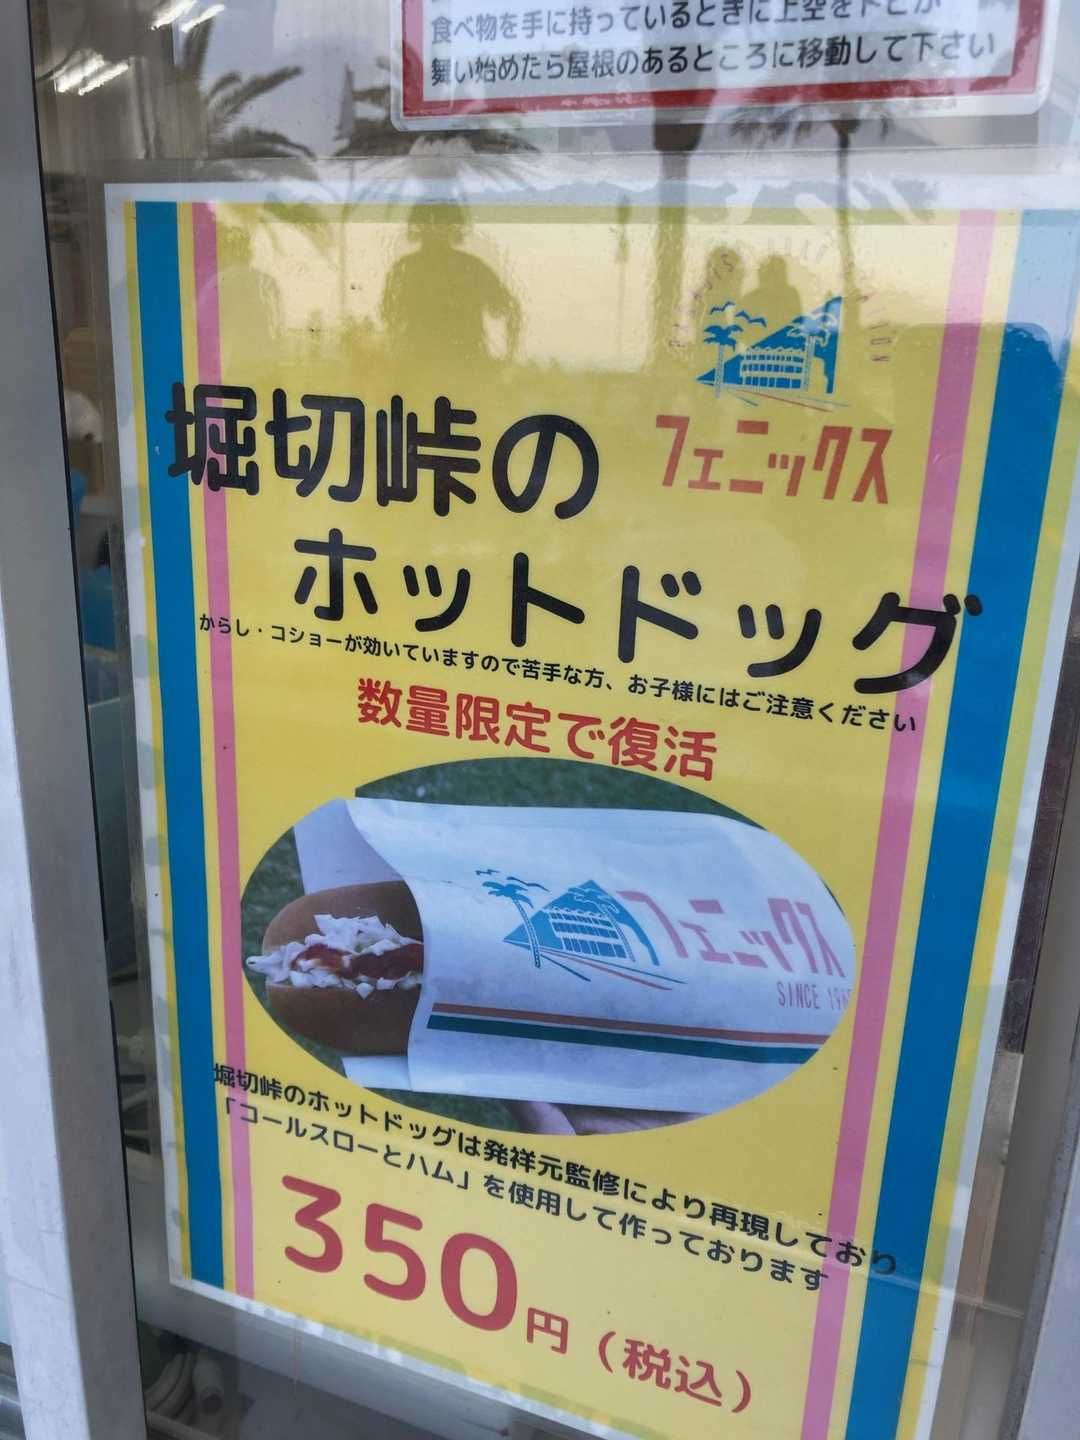 食べ物を手に持っているときに上空をトビが
舞い始めたら屋根のあるところに移動して下さい
フェニックス
堀切峠の
ホットドッグ
からし・コショーが効いていますので苦手な方、お子様にはご注意ください
数量限定で復活
フェニックス
SINCE
堀切峠のホットドッグは発祥元監修により再現しており
「コールスローとハム」を使用して作っております
350円（税込）